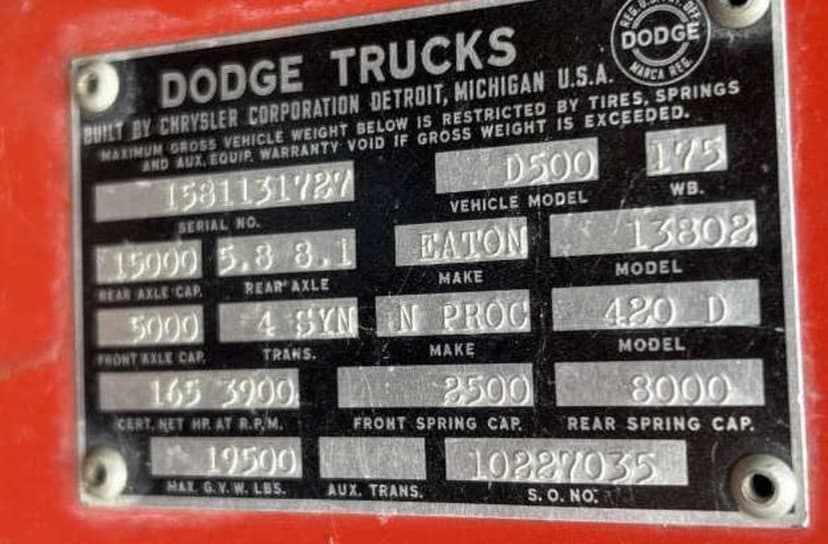 REG. U.S. PAT. OFF.
DODGE
MARCA REG.
DODGE TRUCKS
BUILT BY CHRYSLER CORPORATION DETROIT, MICHIGAN U.S.A.
MAXIMUM GROSS VEHICLE WEIGHT BELOW IS RESTRICTED BY TIRES, SPRINGS
AND AUX. EQUIP. WARRANTY VOID IF GROSS WEIGHT IS EXCEEDED.
1581131727 D500 175
SERIAL NO. VEHICLE MODEL WB.
15000 5.8 8.1 EATON 13802
REAR AXLE CAP. REAR AXLE MAKE MODEL
5000 4 SYN N PROC 420 D
FRONT AXLE CAP. TRANS. MAKE MODEL
165 3900 2500 8000
CERT. NET HP. AT R.P.M. FRONT SPRING CAP. REAR SPRING CAP.
19500 10227035
MAX. G.V.W. LBS. AUX. TRANS. S.O. NO.